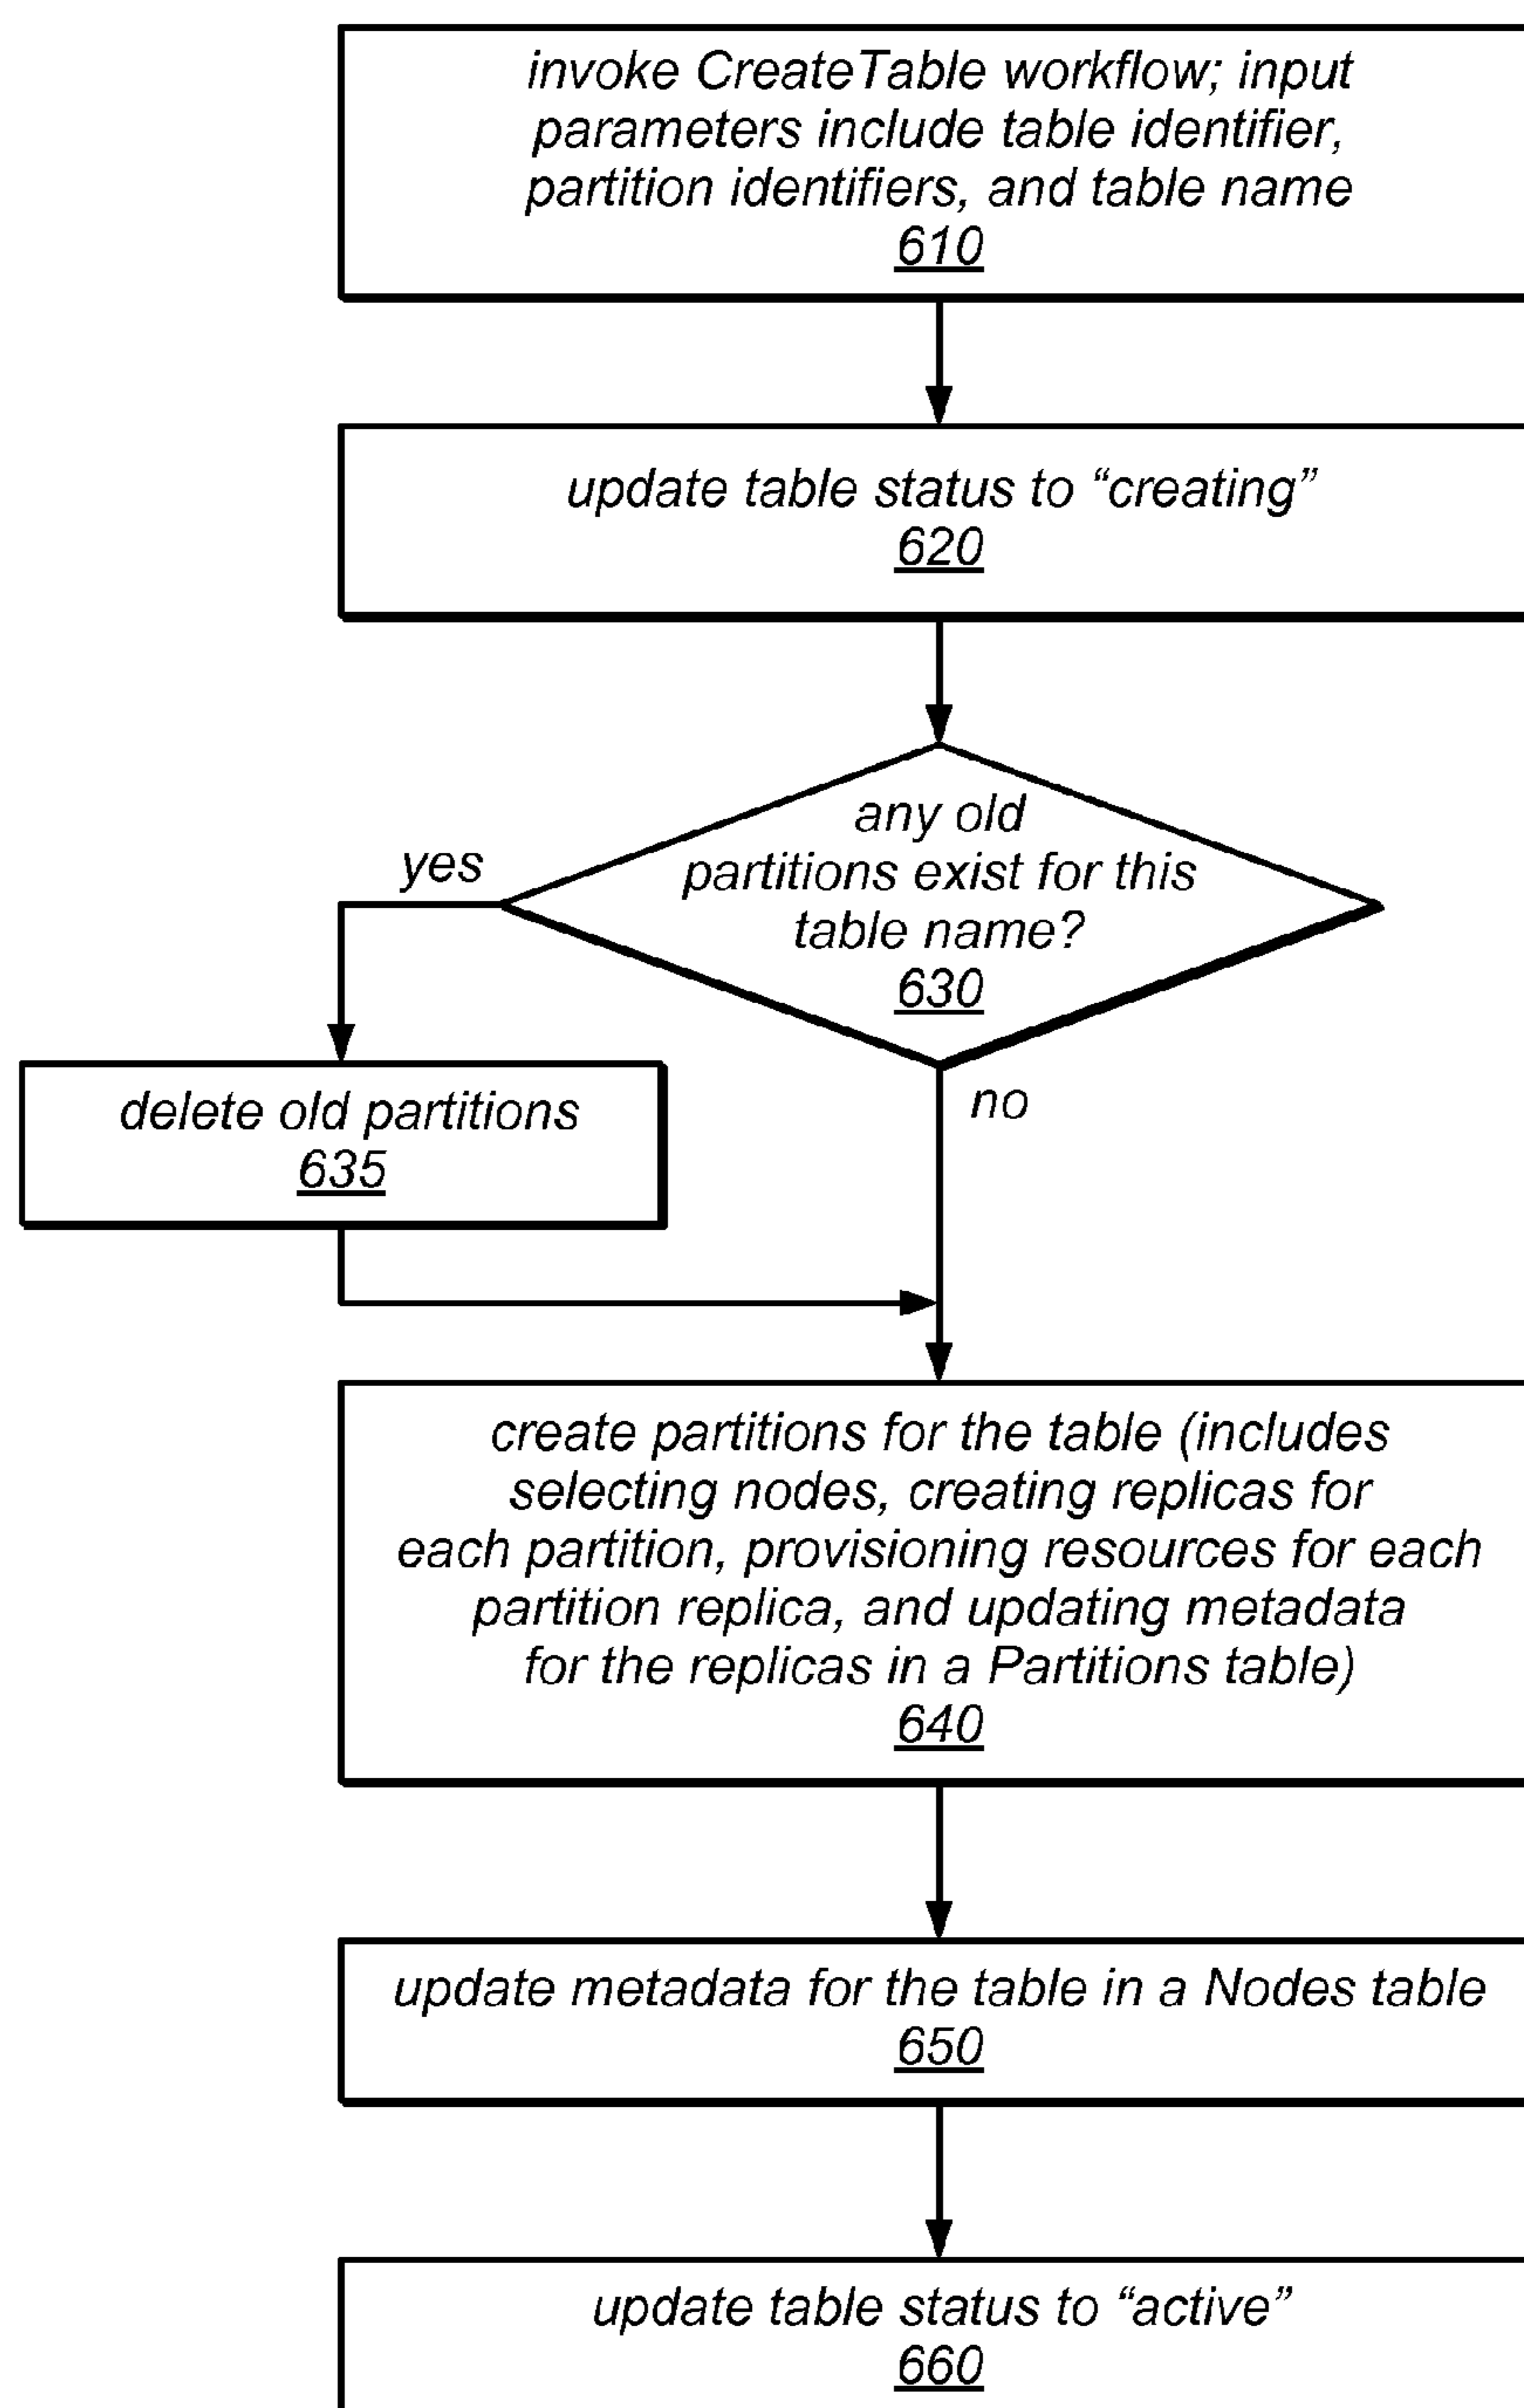 invoke CreateTable workflow; input
parameters include table identifier,
partition identifiers, and table name
610
update table status to “creating”
620
any old
partitions exist for this
table name?
630
yes
no
delete old partitions
635
create partitions for the table (includes
selecting nodes, creating replicas for
each partition, provisioning resources for each
partition replica, and updating metadata
for the replicas in a Partitions table)
640
update metadata for the table in a Nodes table
650
update table status to “active”
660